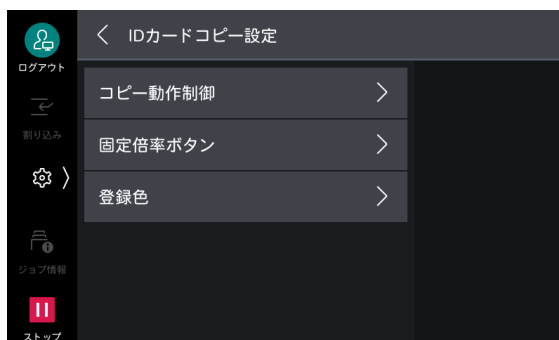 IDカードコピー設定
ログアウト
コピー動作制御
割り込み
固定倍率ボタン
登録色
ジョブ情報
ストップ